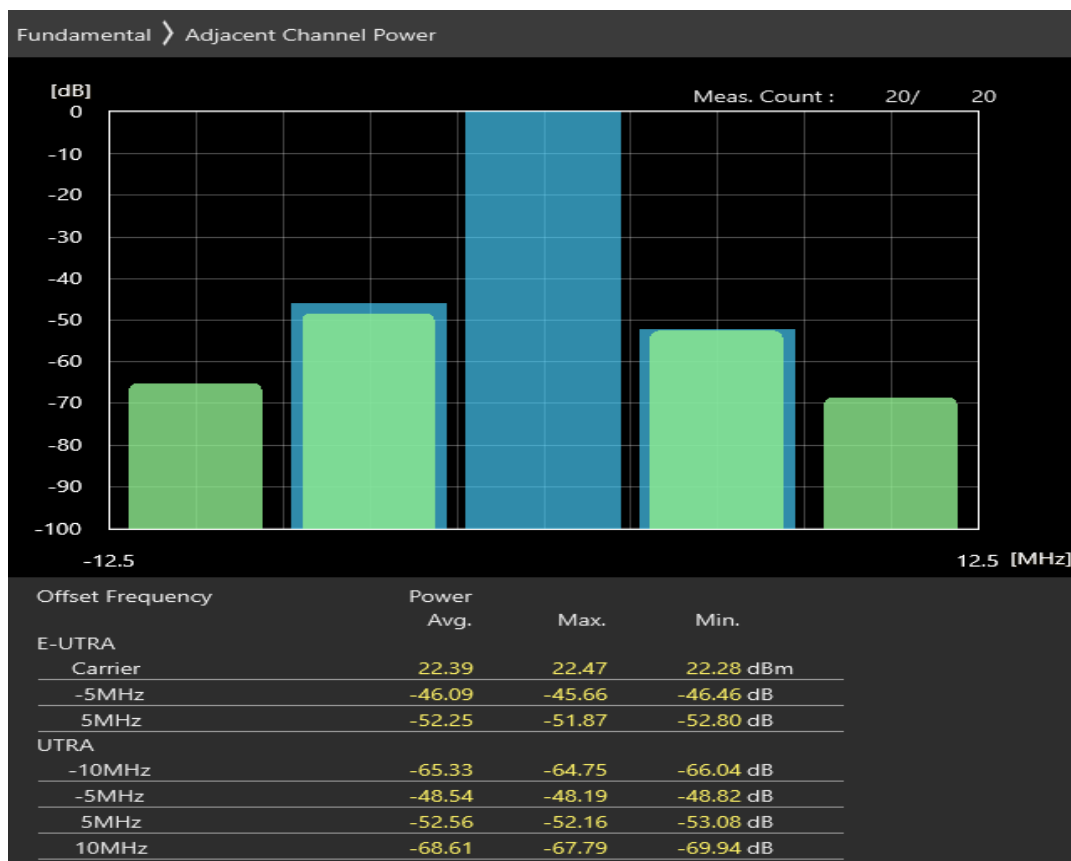 Fundamental ❯ Adjacent Channel Power
[dB]
Meas. Count : 20/ 20
0
-10
-20
-30
-40
-50
-60
-70
-80
-90
-100
-12.5 12.5 [MHz]
Offset Frequency Power
Avg. Max. Min.
E-UTRA
Carrier 22.39 22.47 22.28 dBm
-5MHz -46.09 -45.66 -46.46 dB
5MHz -52.25 -51.87 -52.80 dB
UTRA
-10MHz -65.33 -64.75 -66.04 dB
-5MHz -48.54 -48.19 -48.82 dB
5MHz -52.56 -52.16 -53.08 dB
10MHz -68.61 -67.79 -69.94 dB